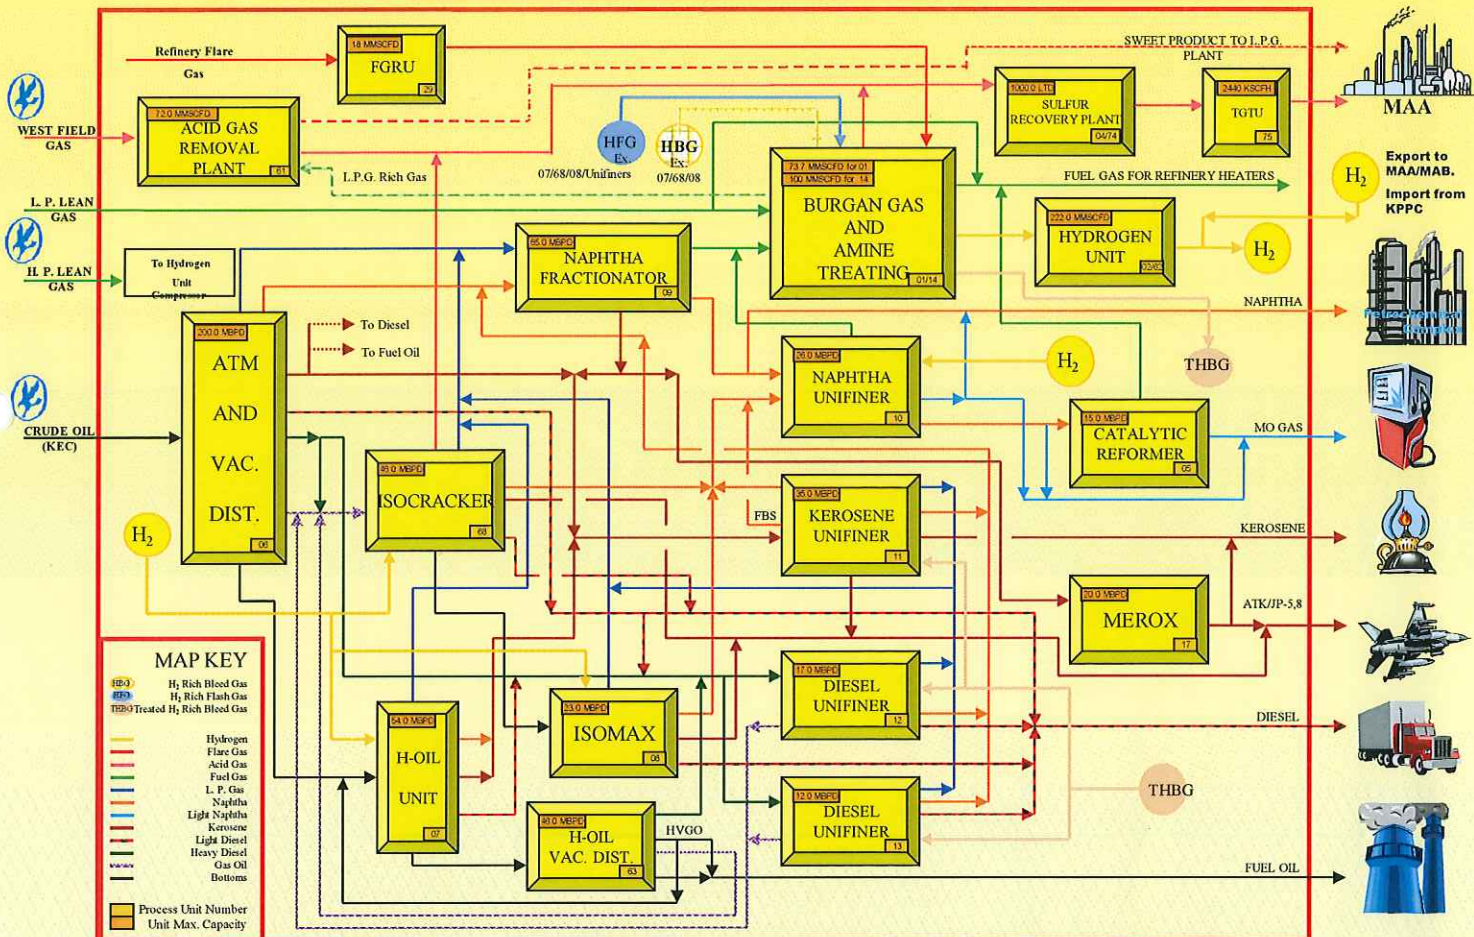 Refinery Flare
Gas
18 MMSCFD
FGRU
29
SWEET PRODUCT TO L.P.G.
PLANT
MAA
WEST FIELD
GAS
72.0 MMSCFD
ACID GAS
REMOVAL
PLANT
61
1000.0 LTD
SULFUR
RECOVERY PLANT
04/74
2440 KSCFH
TGTU
75
HFG
Ex.
07/68/08/Unifiners
HBG
Ex.
07/68/08
L.P.G. Rich Gas
L. P. LEAN
GAS
73.7 MMSCFD for 01
100 MMSCFD for 14
BURGAN GAS
AND
AMINE
TREATING
01/14
FUEL GAS FOR REFINERY HEATERS
H2
Export to
MAA/MAB.
Import from
KPPC
222.0 MMSCFD
HYDROGEN
UNIT
H2
H. P. LEAN
GAS
To Hydrogen
Unit
Compressor
65.0 MBPD
NAPHTHA
FRACTIONATOR
09
NAPHTHA
Petrochemical
Complex
200.0 MBPD
ATM
AND
VAC.
DIST.
06
To Diesel
To Fuel Oil
26.0 MBPD
NAPHTHA
UNIFINER
10
H2
THBG
CRUDE OIL
(KEC)
15.0 MBPD
CATALYTIC
REFORMER
05
MO GAS
46.0 MBPD
ISOCRACKER
68
H2
FBS
35.0 MBPD
KEROSENE
UNIFINER
11
KEROSENE
20.0 MBPD
MEROX
17
ATK/JP-5,8
MAP KEY
HBG H2 Rich Bleed Gas
HFG H2 Rich Flash Gas
THBG Treated H2 Rich Bleed Gas
Hydrogen
Flare Gas
Acid Gas
Fuel Gas
L. P. Gas
Naphtha
Light Naphtha
Kerosene
Light Diesel
Heavy Diesel
Gas Oil
Bottoms
Process Unit Number
Unit Max. Capacity
54.0 MBPD
H-OIL
UNIT
07
23.0 MBPD
ISOMAX
08
17.0 MBPD
DIESEL
UNIFINER
12
DIESEL
46.0 MBPD
H-OIL
VAC. DIST.
63
HVGO
12.0 MBPD
DIESEL
UNIFINER
13
THBG
FUEL OIL